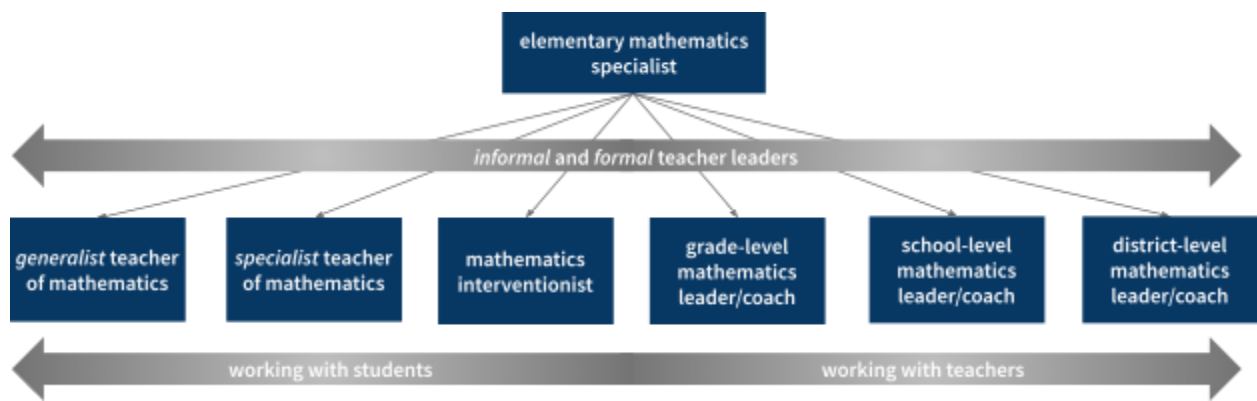 elementary mathematics
specialist
informal and formal teacher leaders
generalist teacher
of mathematics
specialist teacher
of mathematics
mathematics
interventionist
grade-level
mathematics
leader/coach
school-level
mathematics
leader/coach
district-level
mathematics
leader/coach
working with students
working with teachers